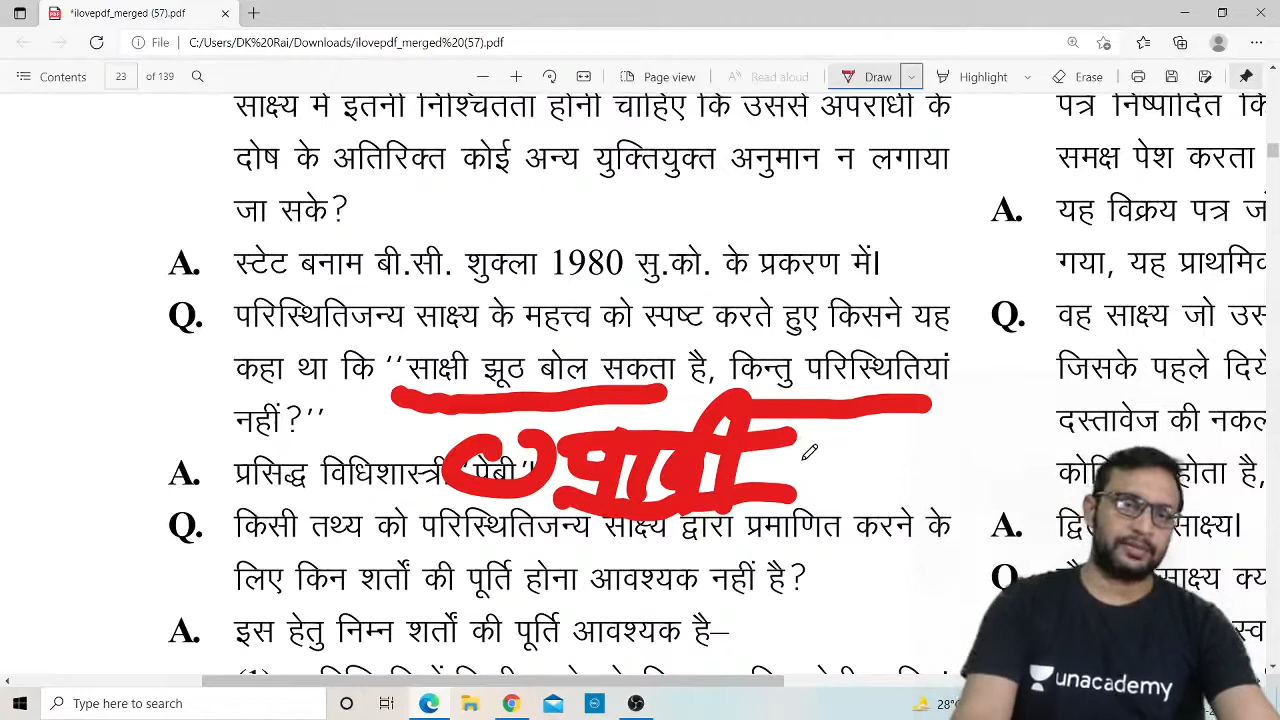 *ilovepdf_merged (57).pdf
File C:/Users/DK%20Rai/Downloads/ilovepdf_merged%20(57).pdf
Contents 23 of 139 Page view Read aloud Draw Highlight Erase
साक्ष्य में इतनी निश्चितता होनी चाहिए कि उससे अपराधी के
दोष के अतिरिक्त कोई अन्य युक्तियुक्त अनुमान न लगाया
जा सके?
A. स्टेट बनाम बी.सी. शुक्ला 1980 सु.को. के प्रकरण में।
Q. परिस्थितिजन्य साक्ष्य के महत्त्व को स्पष्ट करते हुए किसने यह
कहा था कि ''साक्षी झूठ बोल सकता है, किन्तु परिस्थितियां
नहीं?''
A. प्रसिद्ध विधिशास्त्री
Q. किसी तथ्य को परिस्थितिजन्य साक्ष्य द्वारा प्रमाणित करने के
लिए किन शर्तों की पूर्ति होना आवश्यक नहीं है?
A. इस हेतु निम्न शर्तों की पूर्ति आवश्यक है–
पत्र निष्पादित
समक्ष पेश करता
A. यह विक्रय पत्र
गया, यह
Q. वह साक्ष्य जो
जिसके पहले दिये
दस्तावेज की नकल
होता है,
A.
unacademy
Type here to search
28°